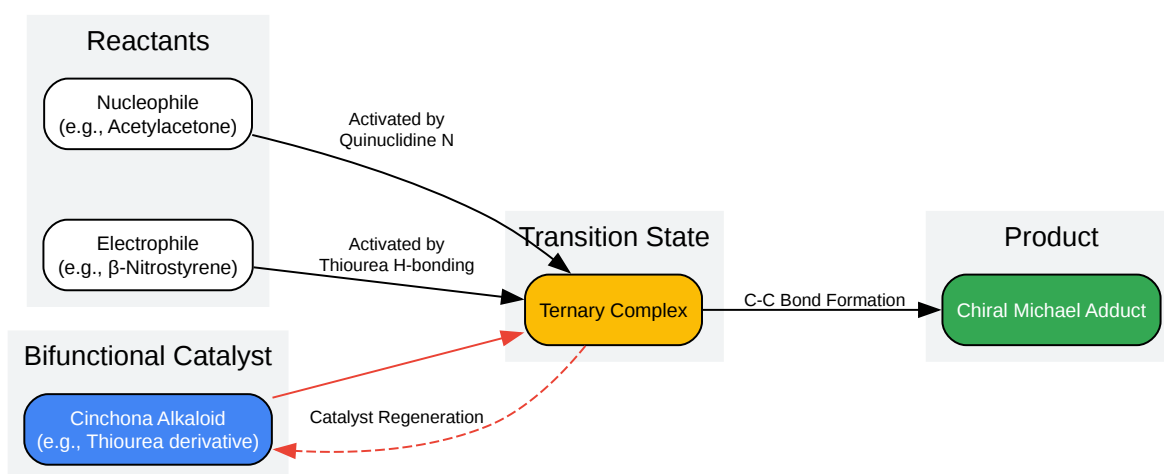 Reactants
Nucleophile
(e.g., Acetylacetone)
Activated by
Quinuclidine N
Electrophile
(e.g., β-Nitrostyrene)
Activated by
Thiourea H-bonding
Transition State
Ternary Complex
C-C Bond Formation
Product
Chiral Michael Adduct
Bifunctional Catalyst
Cinchona Alkaloid
(e.g., Thiourea derivative)
Catalyst Regeneration